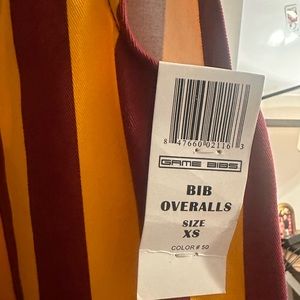 8 47660 02116 3
GAME BIBS
BIB
OVERALLS
SIZE
XS
COLOR # 50